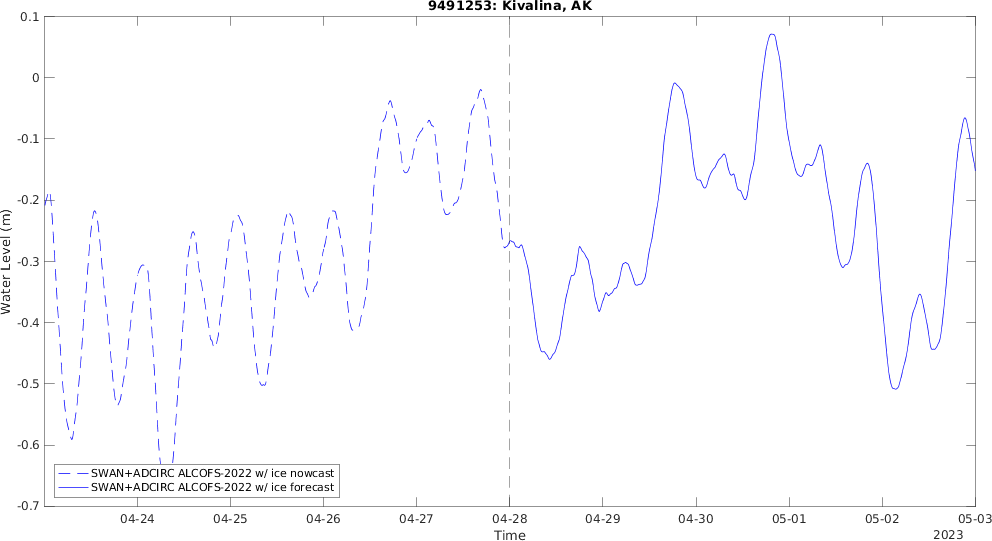 9491253: Kivalina, AK
0.1
0
-0.1
-0.2
-0.3
-0.4
-0.5
-0.6
-0.7
Water Level (m)
SWAN+ADCIRC ALCOFS-2022 w/ ice nowcast
SWAN+ADCIRC ALCOFS-2022 w/ ice forecast
04-24 04-25 04-26 04-27 04-28 04-29 04-30 05-01 05-02 05-03
Time
2023